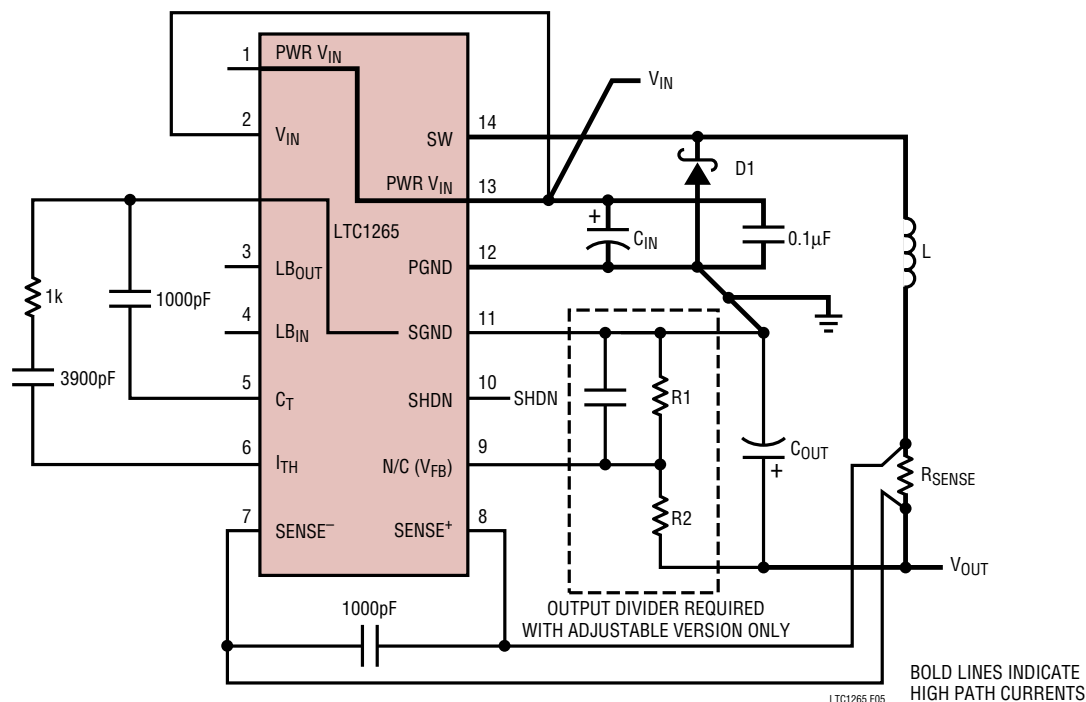 1
PWR VIN
2
VIN
LTC1265
3
LBOUT
4
LBIN
5
CT
6
ITH
7
SENSE–
14
SW
PWR VIN
13
12
PGND
11
SGND
10
SHDN
SHDN
9
N/C (VFB)
8
SENSE+
1k
1000pF
3900pF
1000pF
VIN
D1
+
CIN
0.1µF
L
R1
R2
COUT
+
RSENSE
VOUT
OUTPUT DIVIDER REQUIRED
WITH ADJUSTABLE VERSION ONLY
BOLD LINES INDICATE
HIGH PATH CURRENTS
LTC1265 F05